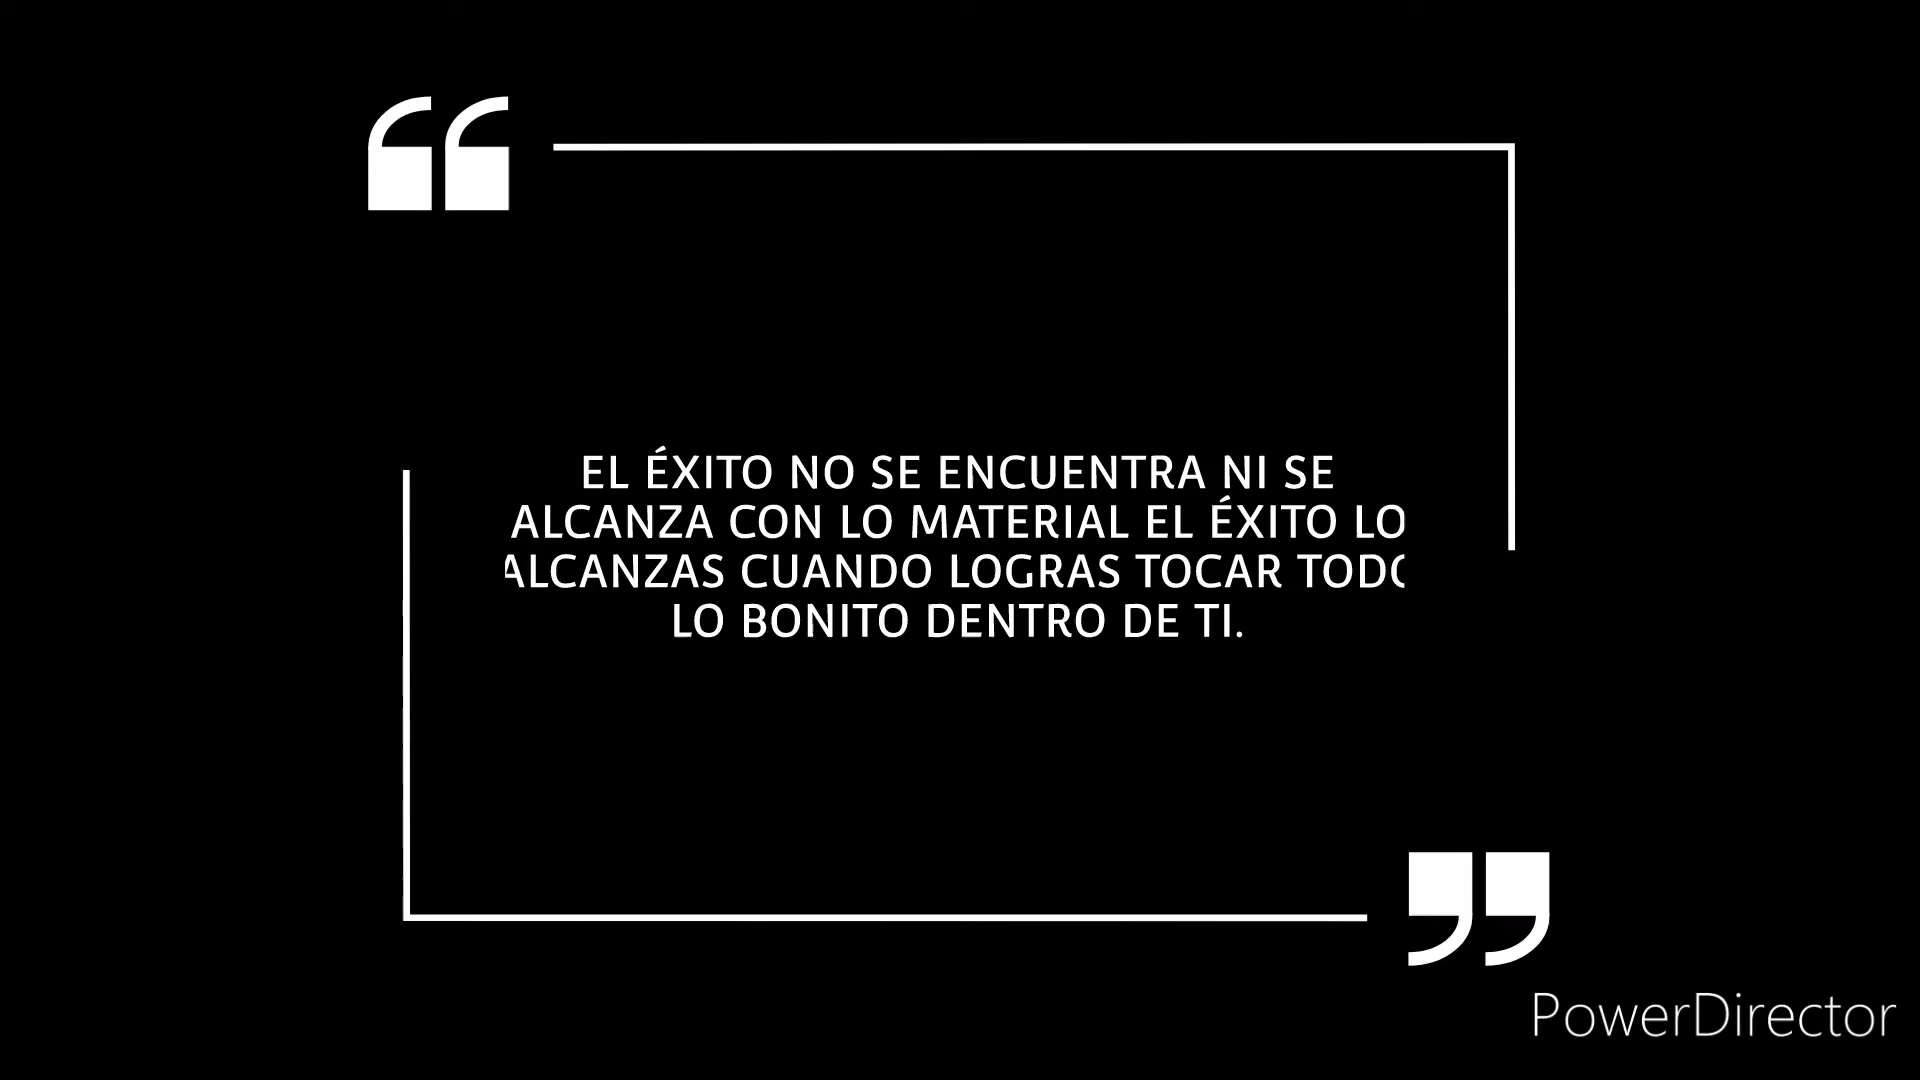 EL ÉXITO NO SE ENCUENTRA NI SE
ALCANZA CON LO MATERIAL EL ÉXITO LO
ALCANZAS CUANDO LOGRAS TOCAR TODO
LO BONITO DENTRO DE TI.
PowerDirector